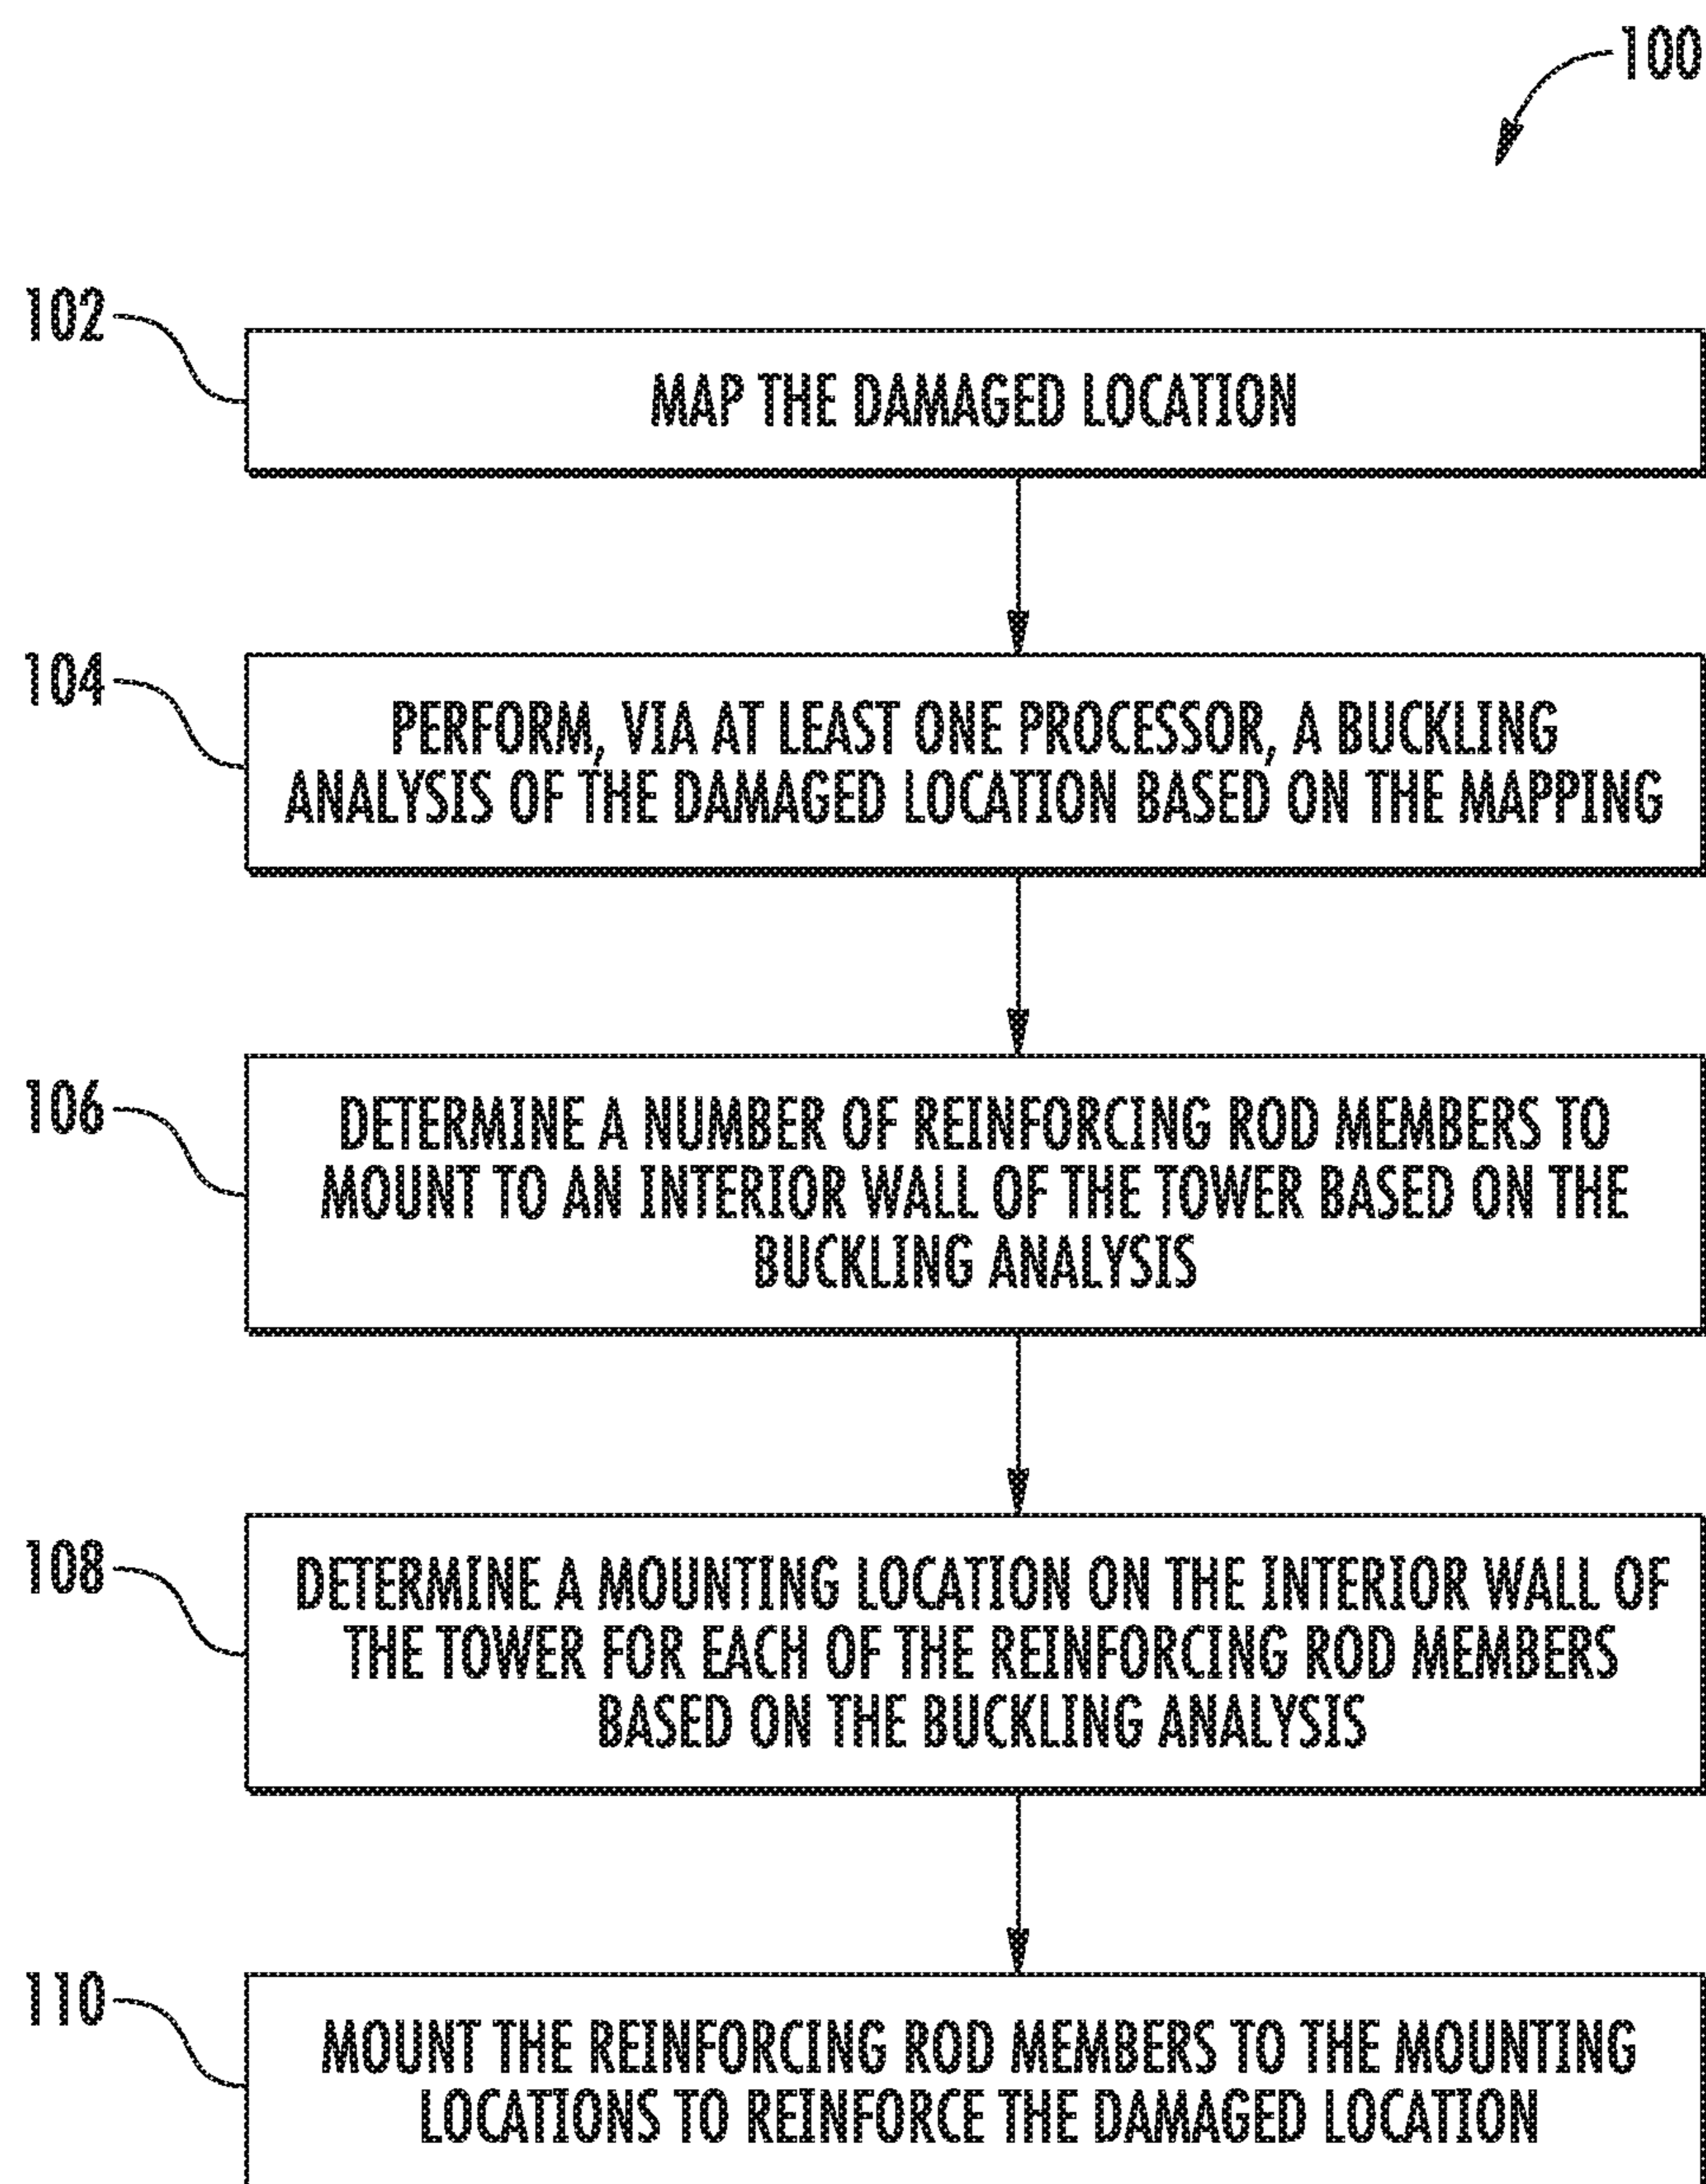 100
102
MAP THE DAMAGED LOCATION
104
PERFORM, VIA AT LEAST ONE PROCESSOR, A BUCKLING
ANALYSIS OF THE DAMAGED LOCATION BASED ON THE MAPPING
106
DETERMINE A NUMBER OF REINFORCING ROD MEMBERS TO
MOUNT TO AN INTERIOR WALL OF THE TOWER BASED ON THE
BUCKLING ANALYSIS
108
DETERMINE A MOUNTING LOCATION ON THE INTERIOR WALL OF
THE TOWER FOR EACH OF THE REINFORCING ROD MEMBERS
BASED ON THE BUCKLING ANALYSIS
110
MOUNT THE REINFORCING ROD MEMBERS TO THE MOUNTING
LOCATIONS TO REINFORCE THE DAMAGED LOCATION